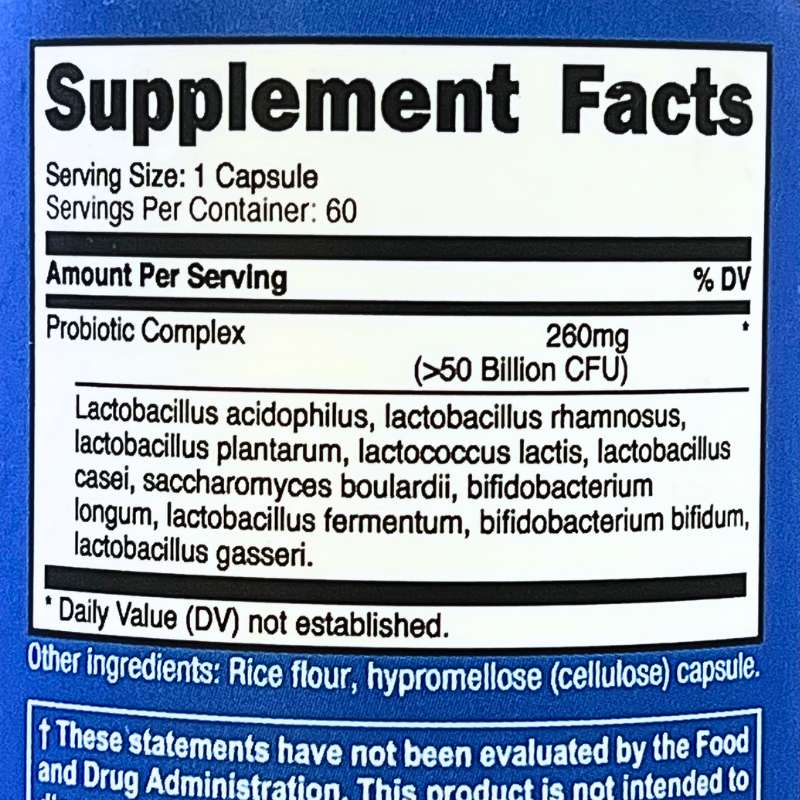 Supplement Facts
Serving Size: 1 Capsule
Servings Per Container: 60
Amount Per Serving % DV
Probiotic Complex 260mg *
(>50 Billion CFU)
Lactobacillus acidophilus, lactobacillus rhamnosus,
lactobacillus plantarum, lactococcus lactis, lactobacillus
casei, saccharomyces boulardii, bifidobacterium
longum, lactobacillus fermentum, bifidobacterium bifidum,
lactobacillus gasseri.
* Daily Value (DV) not established.
Other ingredients: Rice flour, hypromellose (cellulose) capsule.
† These statements have not been evaluated by the Food
and Drug Administration. This product is not intended to